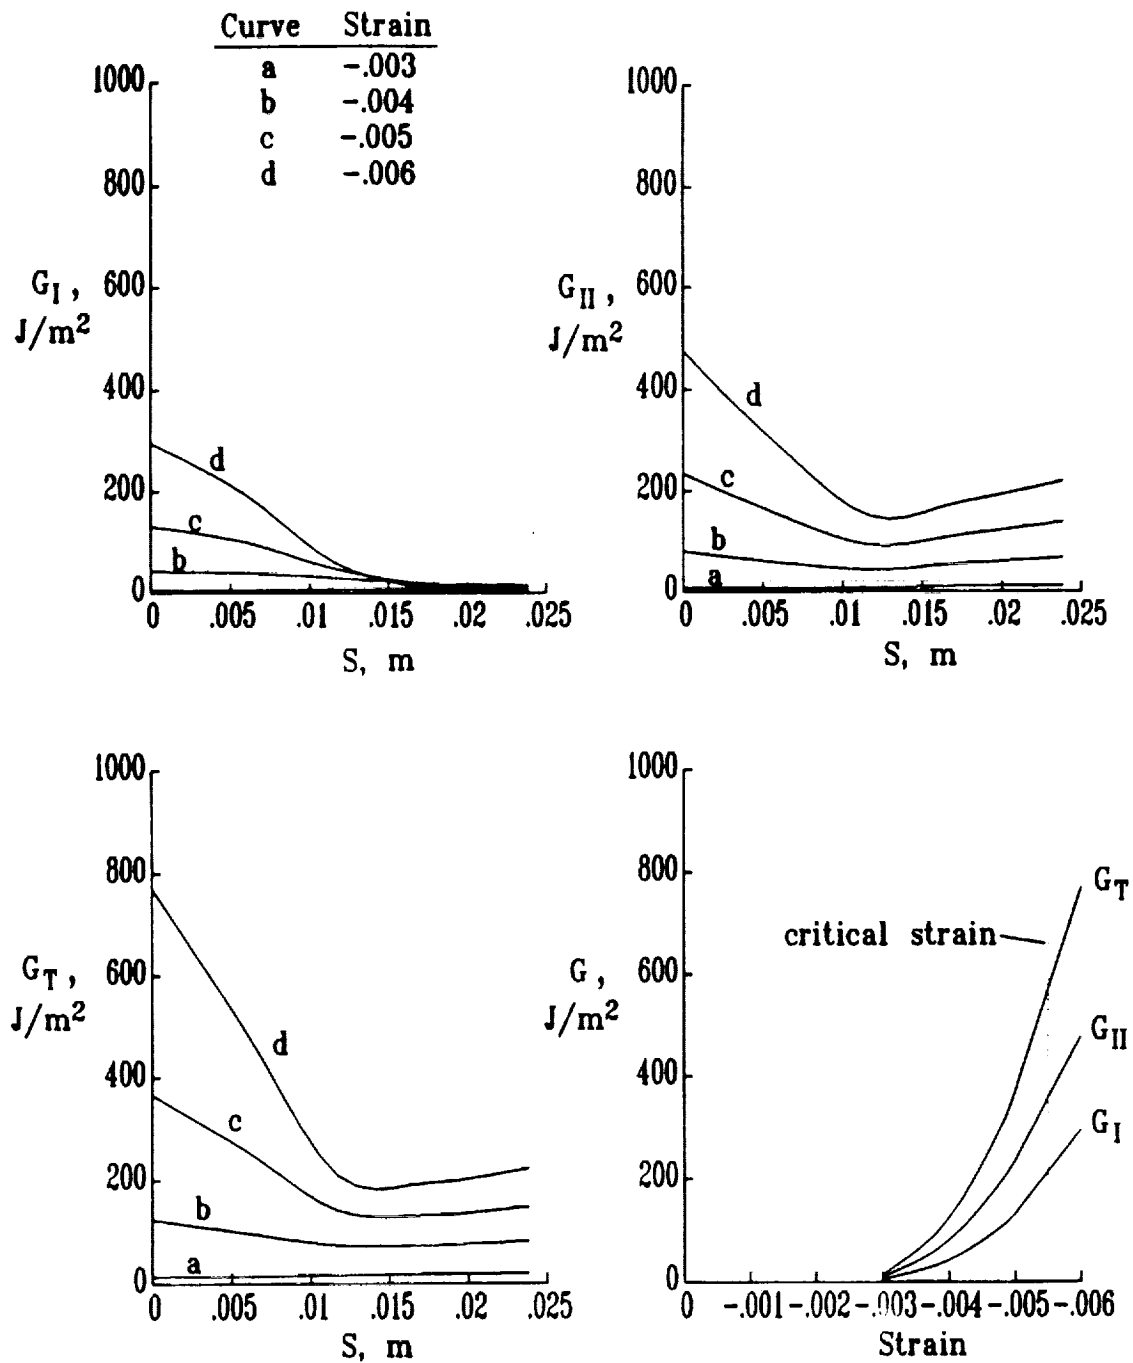 Curve Strain
a -.003
b -.004
c -.005
d -.006
1000
800
600
400
200
0
G_I ,
J/m²
d
c
b
0 .005 .01 .015 .02 .025
S, m
1000
800
600
400
200
0
G_II ,
J/m²
d
c
b
a
0 .005 .01 .015 .02 .025
S, m
1000
800
600
400
200
0
G_T ,
J/m²
d
c
b
a
0 .005 .01 .015 .02 .025
S, m
1000
800
600
400
200
0
G,
J/m²
G_T
critical strain
G_II
G_I
0 -.001 -.002 -.003 -.004 -.005 -.006
Strain